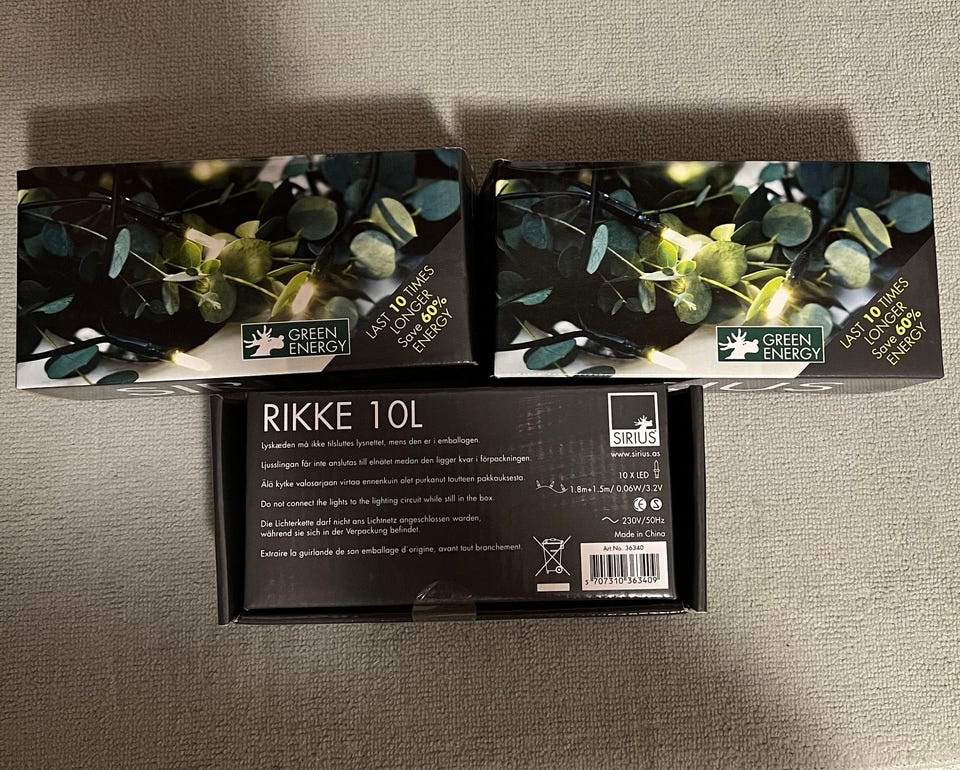 LAST 10 TIMES
LONGER
Save 60%
ENERGY
GREEN
ENERGY
LAST 10 TIMES
LONGER
Save 60%
ENERGY
GREEN
ENERGY
RIKKE 10L
Lyskæden må ikke tilsluttes lysnettet, mens den er i emballagen.
Ljusslingan får inte anslutas till elnätet medan den ligger kvar i förpackningen.
Älä kytke valosarjaan virtaa ennenkuin olet purkanut tuotteen pakkauksesta.
Do not connect the lights to the lighting circuit while still in the box.
Die Lichterkette darf nicht ans Lichtnetz angeschlossen warden,
während sie sich in der Verpackung befindet.
Extraire la guirlande de son emballage d'origine, avant tout branchement.
SIRIUS
www.sirius.as
10 X LED
1.8m+1.5m/ 0.06W/3.2V
CE S
230V/50Hz
Made in China
Art No. 36340
5 707310 363409